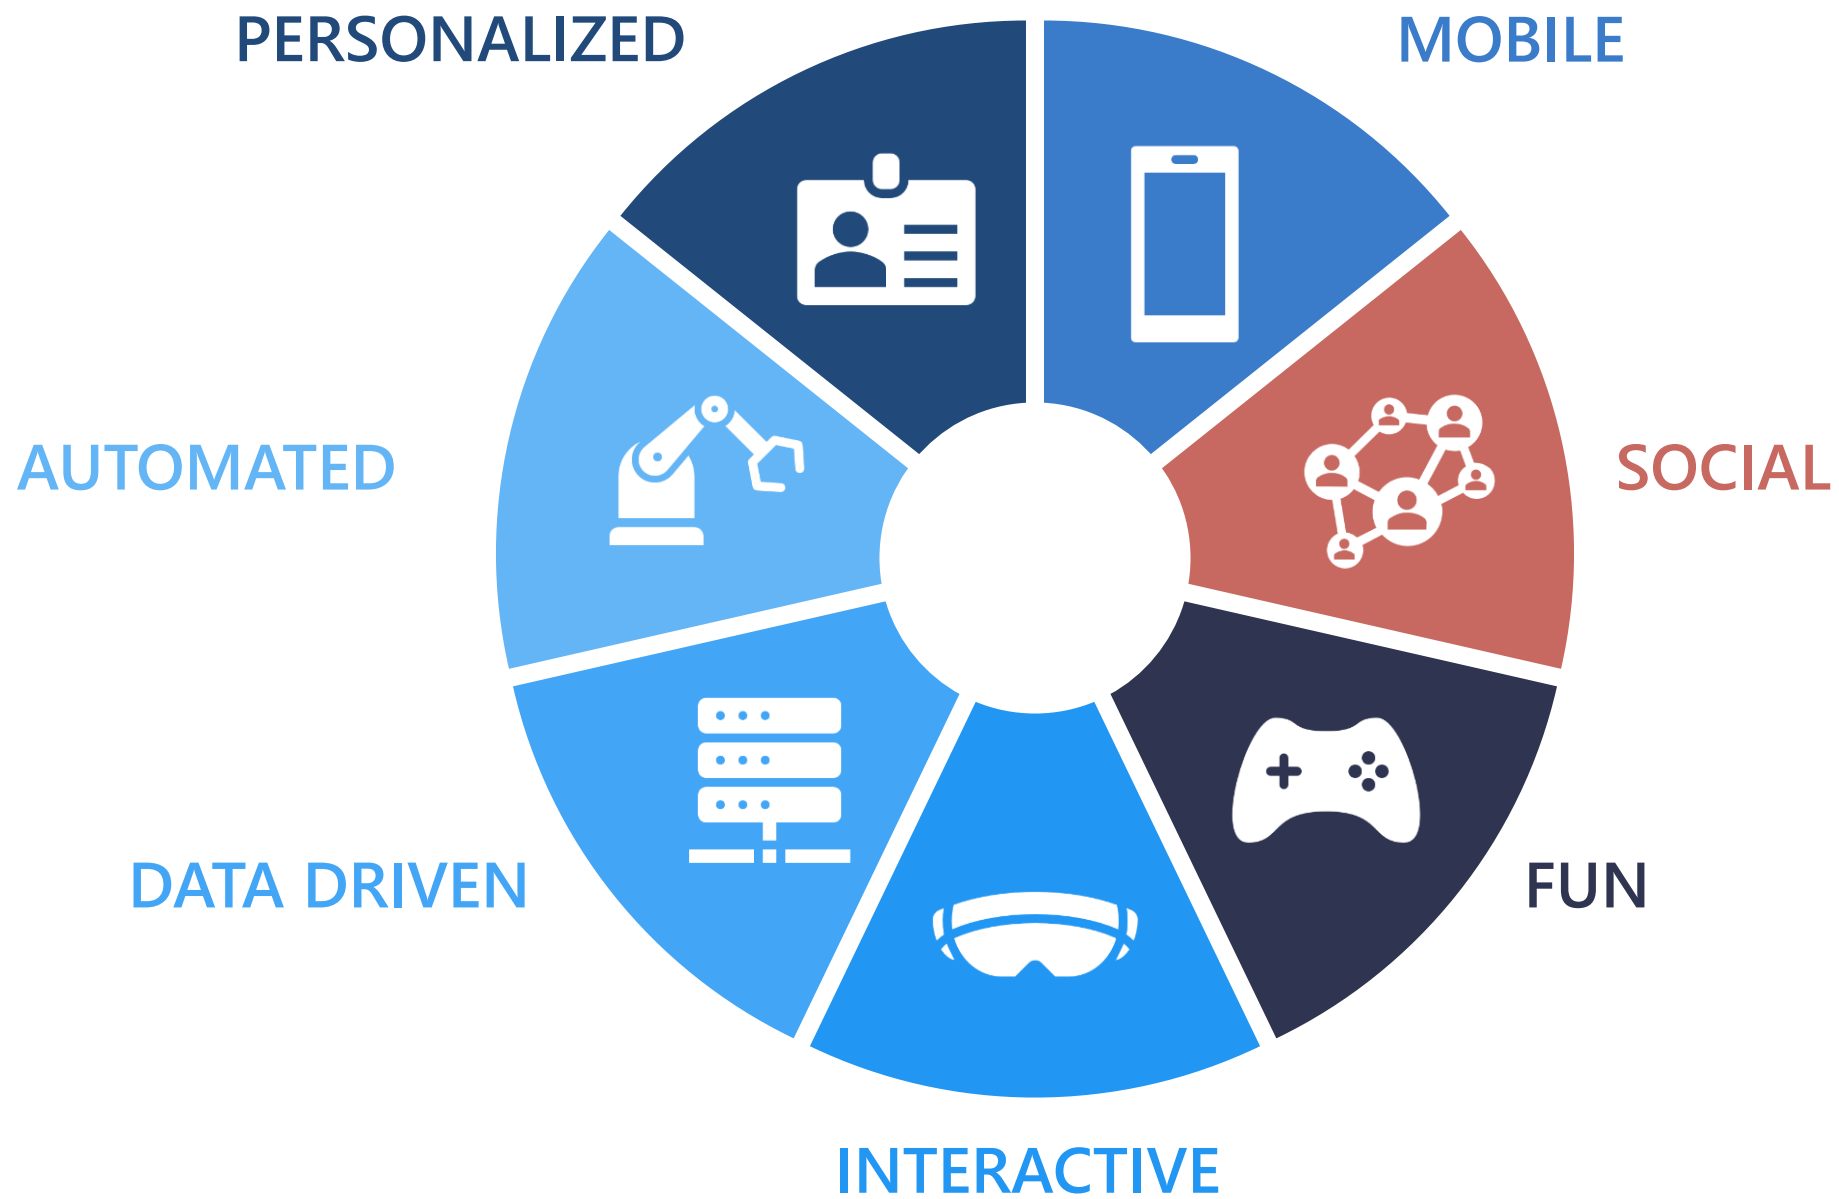 PERSONALIZED
MOBILE
AUTOMATED
SOCIAL
DATA DRIVEN
FUN
INTERACTIVE